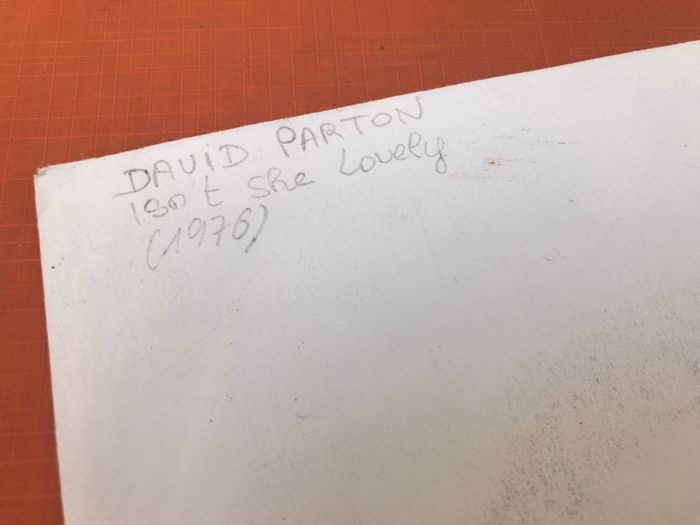 DAVID PARTON
Isn't She Lovely
(1976)